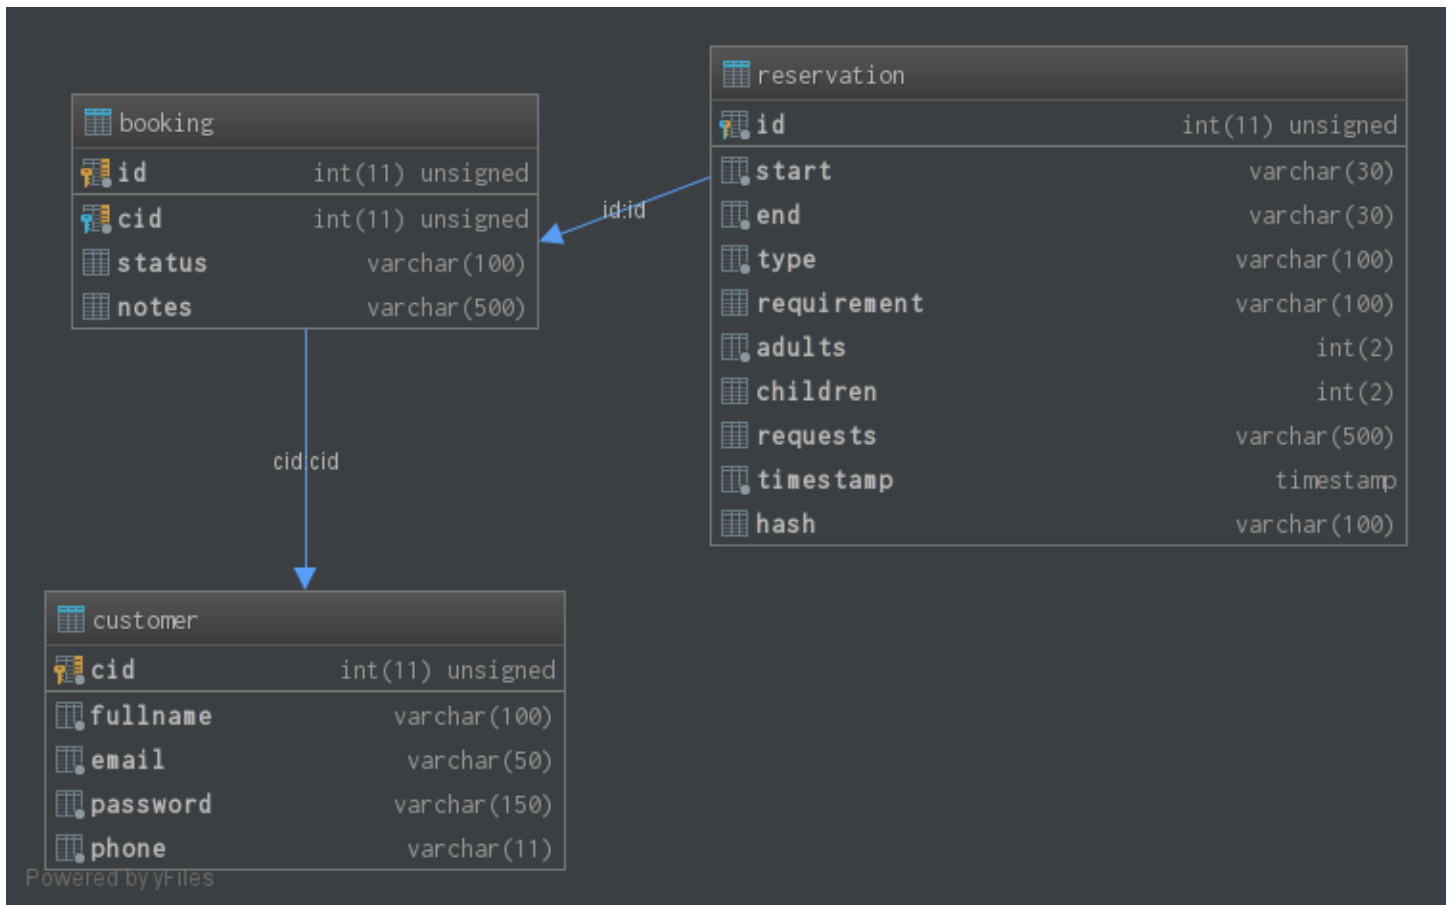 booking
id int(11) unsigned
cid int(11) unsigned
status varchar(100)
notes varchar(500)
id:id
reservation
id int(11) unsigned
start varchar(30)
end varchar(30)
type varchar(100)
requirement varchar(100)
adults int(2)
children int(2)
requests varchar(500)
timestamp timestamp
hash varchar(100)
cid:cid
customer
cid int(11) unsigned
fullname varchar(100)
email varchar(50)
password varchar(150)
phone varchar(11)
Powered by yFiles